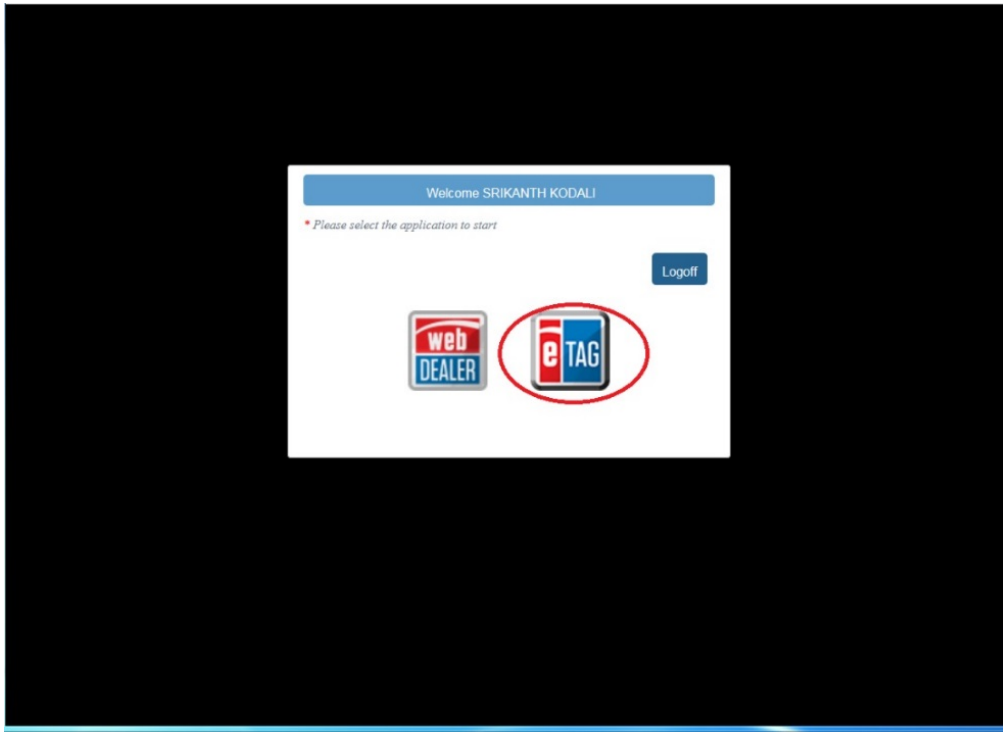 Welcome SRIKANTH KODALI
* Please select the application to start
Logoff
web
DEALER
e TAG